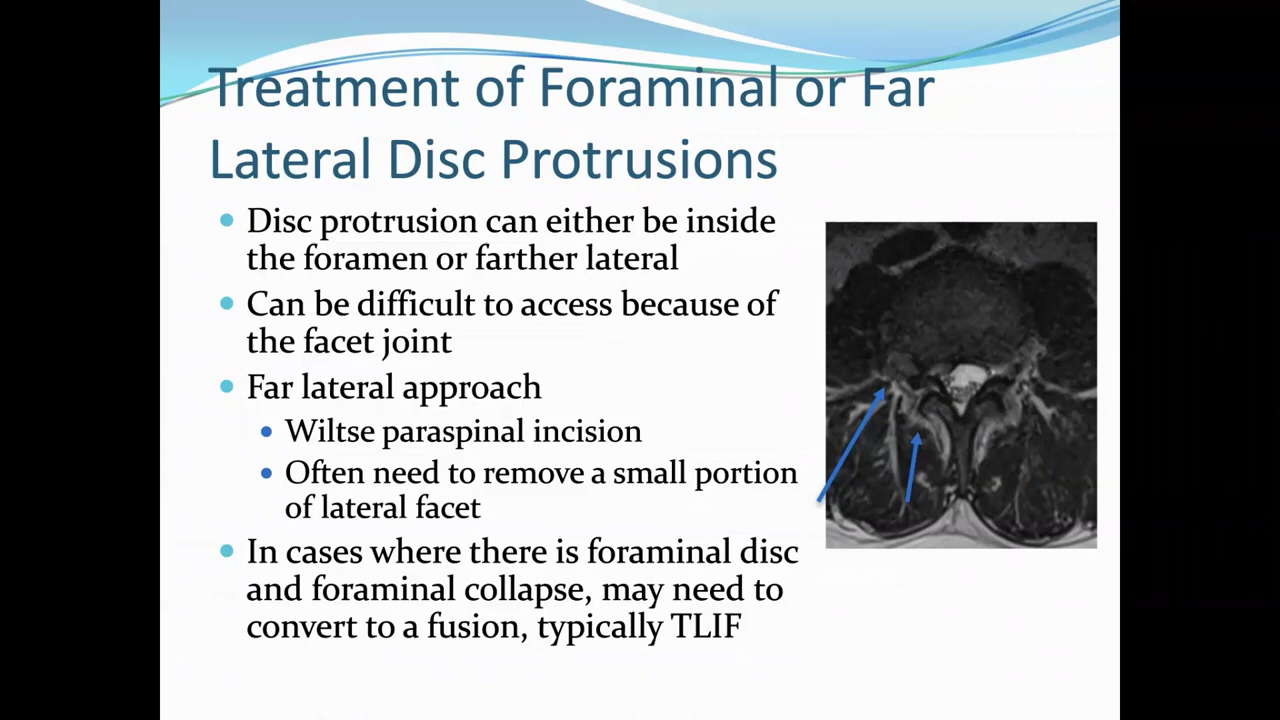 Treatment of Foraminal or Far
Lateral Disc Protrusions
• Disc protrusion can either be inside
the foramen or farther lateral
• Can be difficult to access because of
the facet joint
• Far lateral approach
• Wiltse paraspinal incision
• Often need to remove a small portion
of lateral facet
• In cases where there is foraminal disc
and foraminal collapse, may need to
convert to a fusion, typically TLIF